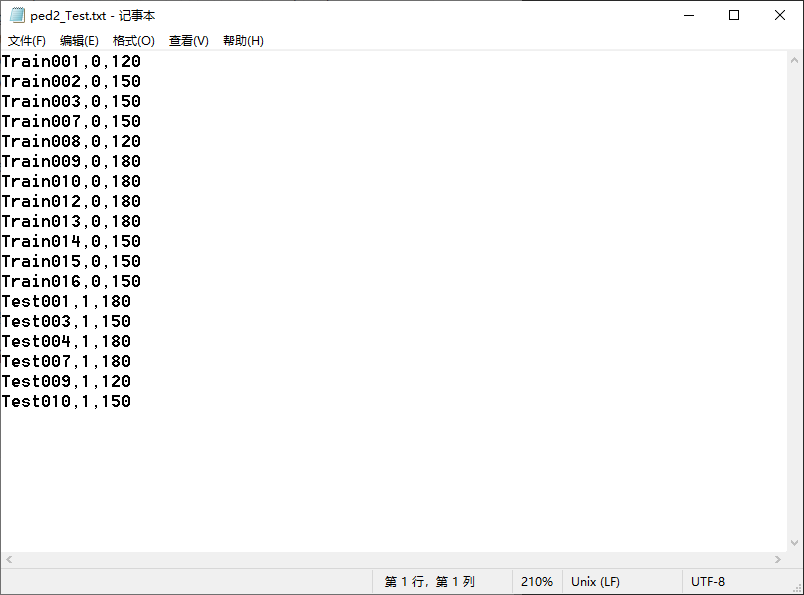 ped2_Test.txt - 记事本
文件(F) 编辑(E) 格式(O) 查看(V) 帮助(H)
Train001,0,120
Train002,0,150
Train003,0,150
Train007,0,150
Train008,0,120
Train009,0,180
Train010,0,180
Train012,0,180
Train013,0,180
Train014,0,150
Train015,0,150
Train016,0,150
Test001,1,180
Test003,1,150
Test004,1,180
Test007,1,180
Test009,1,120
Test010,1,150
第 1 行，第 1 列 210% Unix (LF) UTF-8